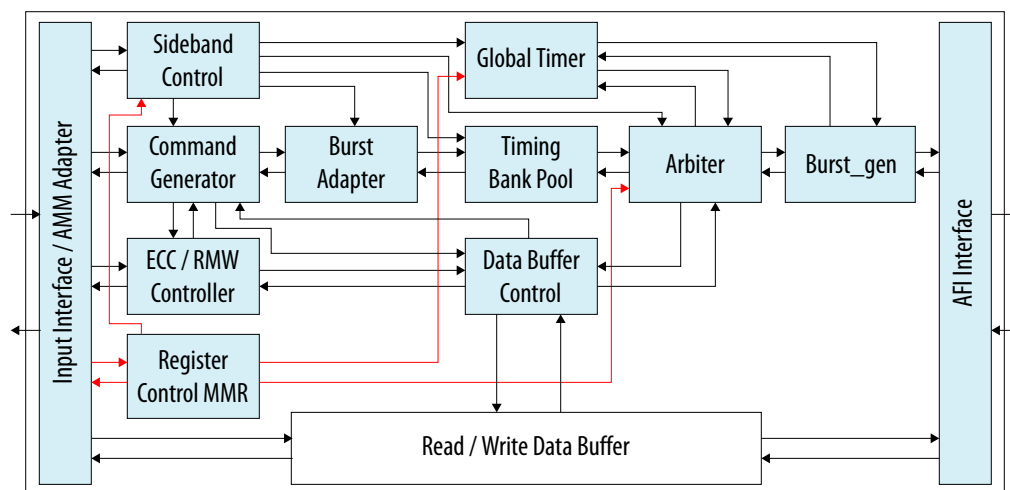 Input Interface / AMM Adapter
Sideband
Control
Global Timer
Command
Generator
Burst
Adapter
Timing
Bank Pool
Arbiter
Burst_gen
ECC / RMW
Controller
Data Buffer
Control
Register
Control MMR
Read / Write Data Buffer
AFI Interface